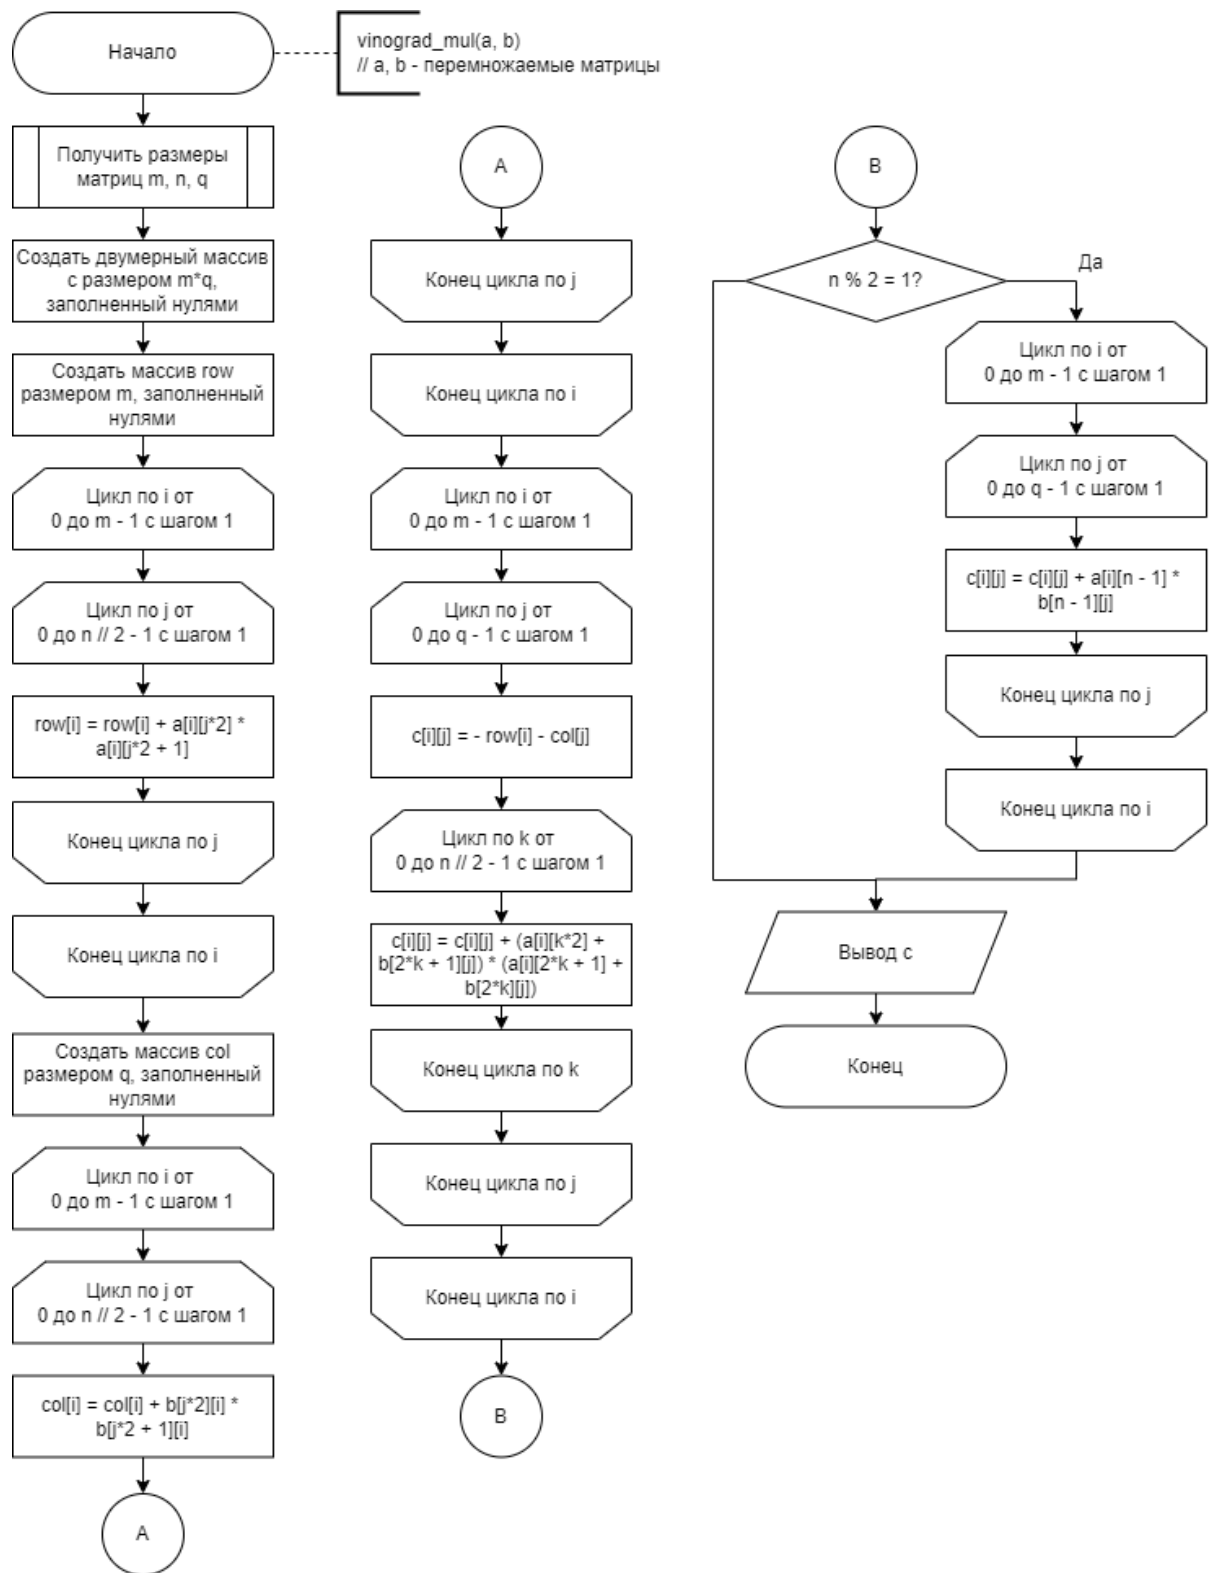 Начало
vinograd_mul(a, b)
// a, b - перемножаемые матрицы
Получить размеры
матриц m, n, q
Создать двумерный массив
с размером m*q,
заполненный нулями
Создать массив row
размером m, заполненный
нулями
Цикл по i от
0 до m - 1 с шагом 1
Цикл по j от
0 до n // 2 - 1 с шагом 1
row[i] = row[i] + a[i][j*2] *
a[i][j*2 + 1]
Конец цикла по j
Конец цикла по i
Создать массив col
размером q, заполненный
нулями
Цикл по i от
0 до m - 1 с шагом 1
Цикл по j от
0 до n // 2 - 1 с шагом 1
col[i] = col[i] + b[j*2][i] *
b[j*2 + 1][i]
A
A
Конец цикла по j
Конец цикла по i
Цикл по i от
0 до m - 1 с шагом 1
Цикл по j от
0 до q - 1 с шагом 1
c[i][j] = - row[i] - col[j]
Цикл по k от
0 до n // 2 - 1 с шагом 1
c[i][j] = c[i][j] + (a[i][k*2] +
b[2*k + 1][j]) * (a[i][2*k + 1] +
b[2*k][j])
Конец цикла по k
Конец цикла по j
Конец цикла по i
B
B
n % 2 = 1?
Да
Цикл по i от
0 до m - 1 с шагом 1
Цикл по j от
0 до q - 1 с шагом 1
c[i][j] = c[i][j] + a[i][n - 1] *
b[n - 1][j]
Конец цикла по j
Конец цикла по i
Вывод c
Конец